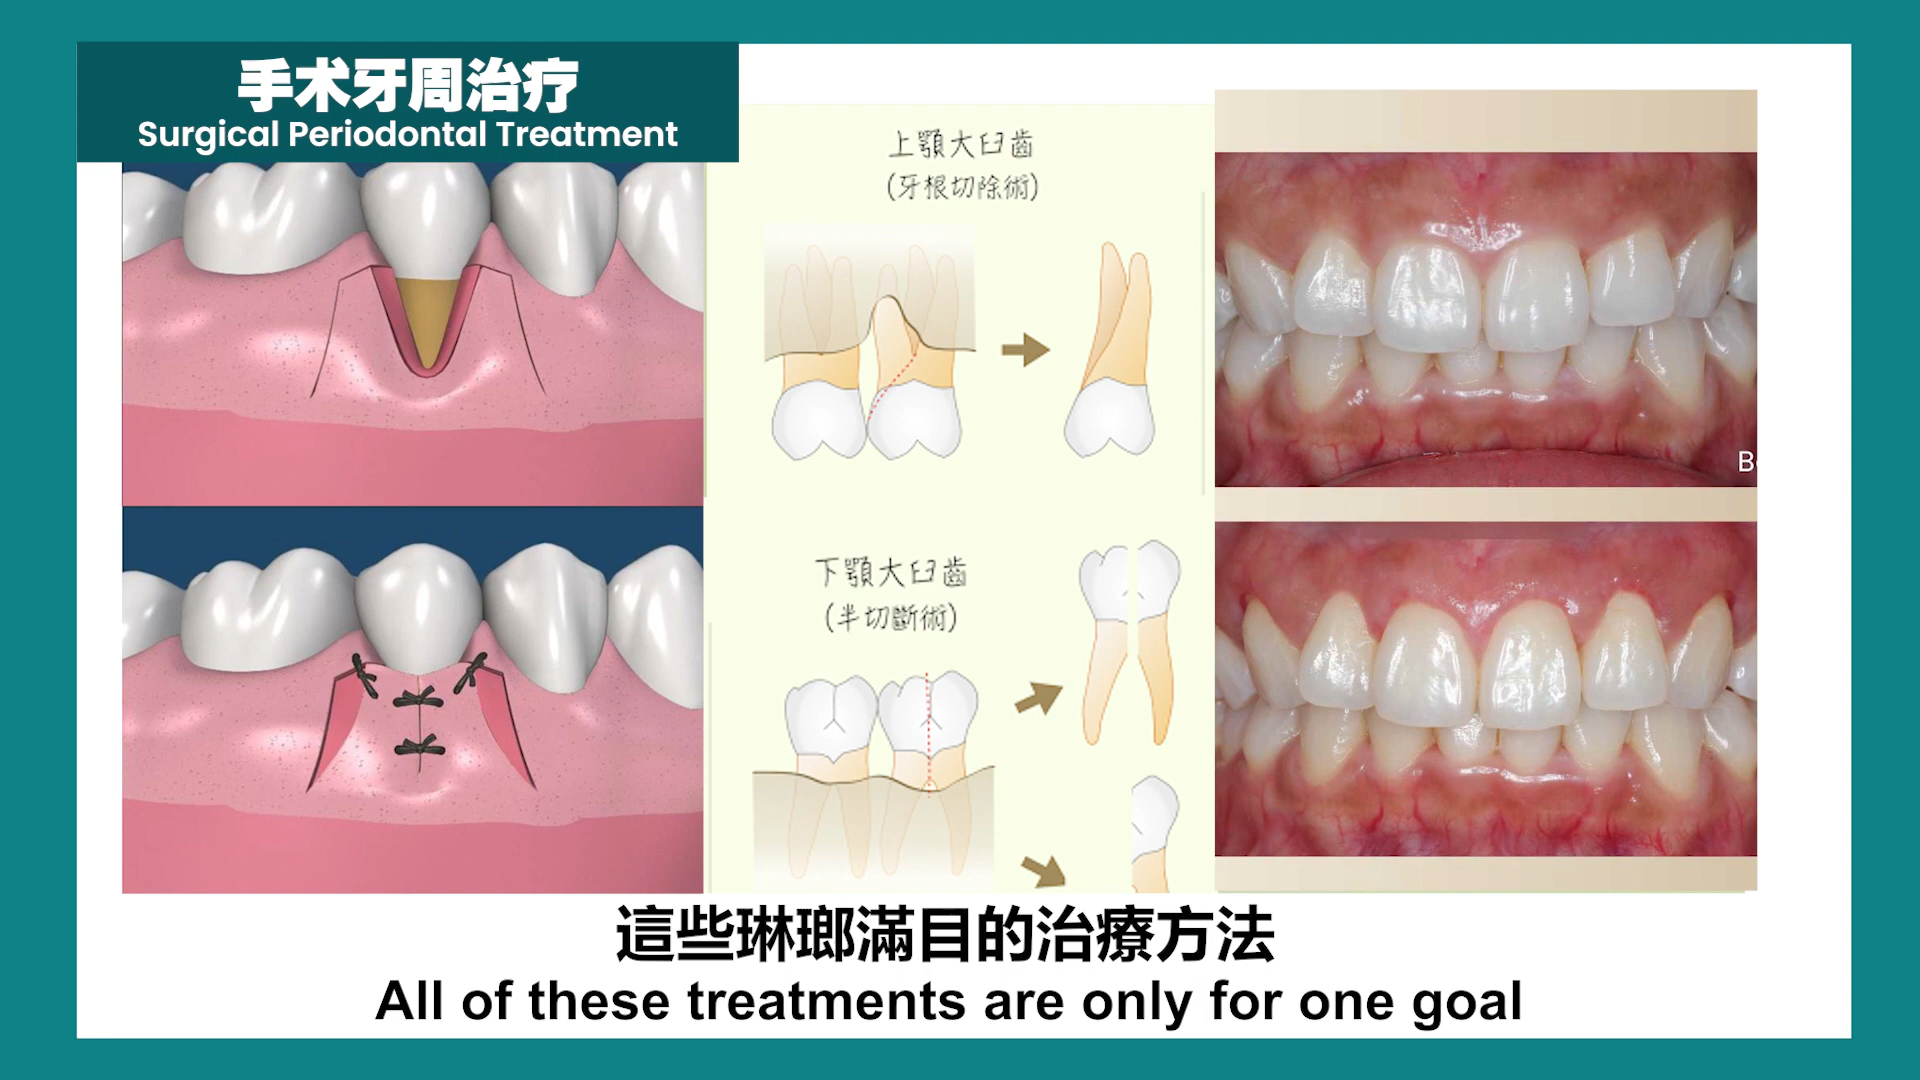 手术牙周治疗
Surgical Periodontal Treatment
上顎大臼齒
(牙根切除術)
下顎大臼齒
(半切斷術)
這些琳瑯滿目的治療方法
All of these treatments are only for one goal